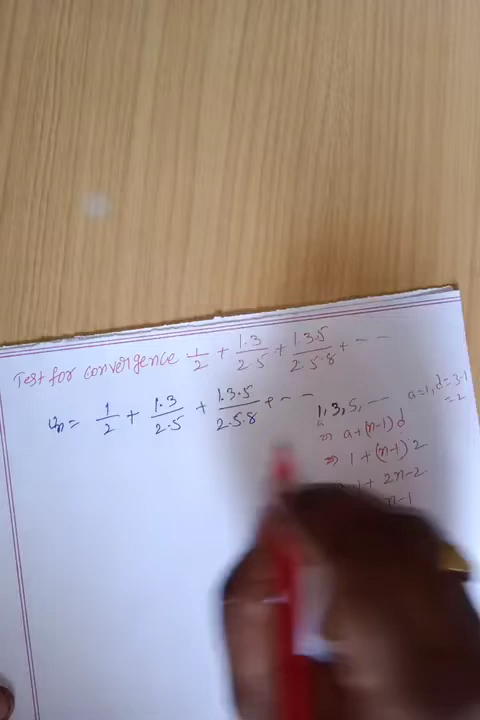 Test for convergence 1/2 + 1.3/2.5 + 1.3.5/2.5.8 + - -
un = 1/2 + 1.3/2.5 + 1.3.5/2.5.8 + - -
1, 3, 5, - - a=1, d=3-1
a =2
⇒ a+(n-1)d
⇒ 1+(n-1)2
1+2n-2
n-1